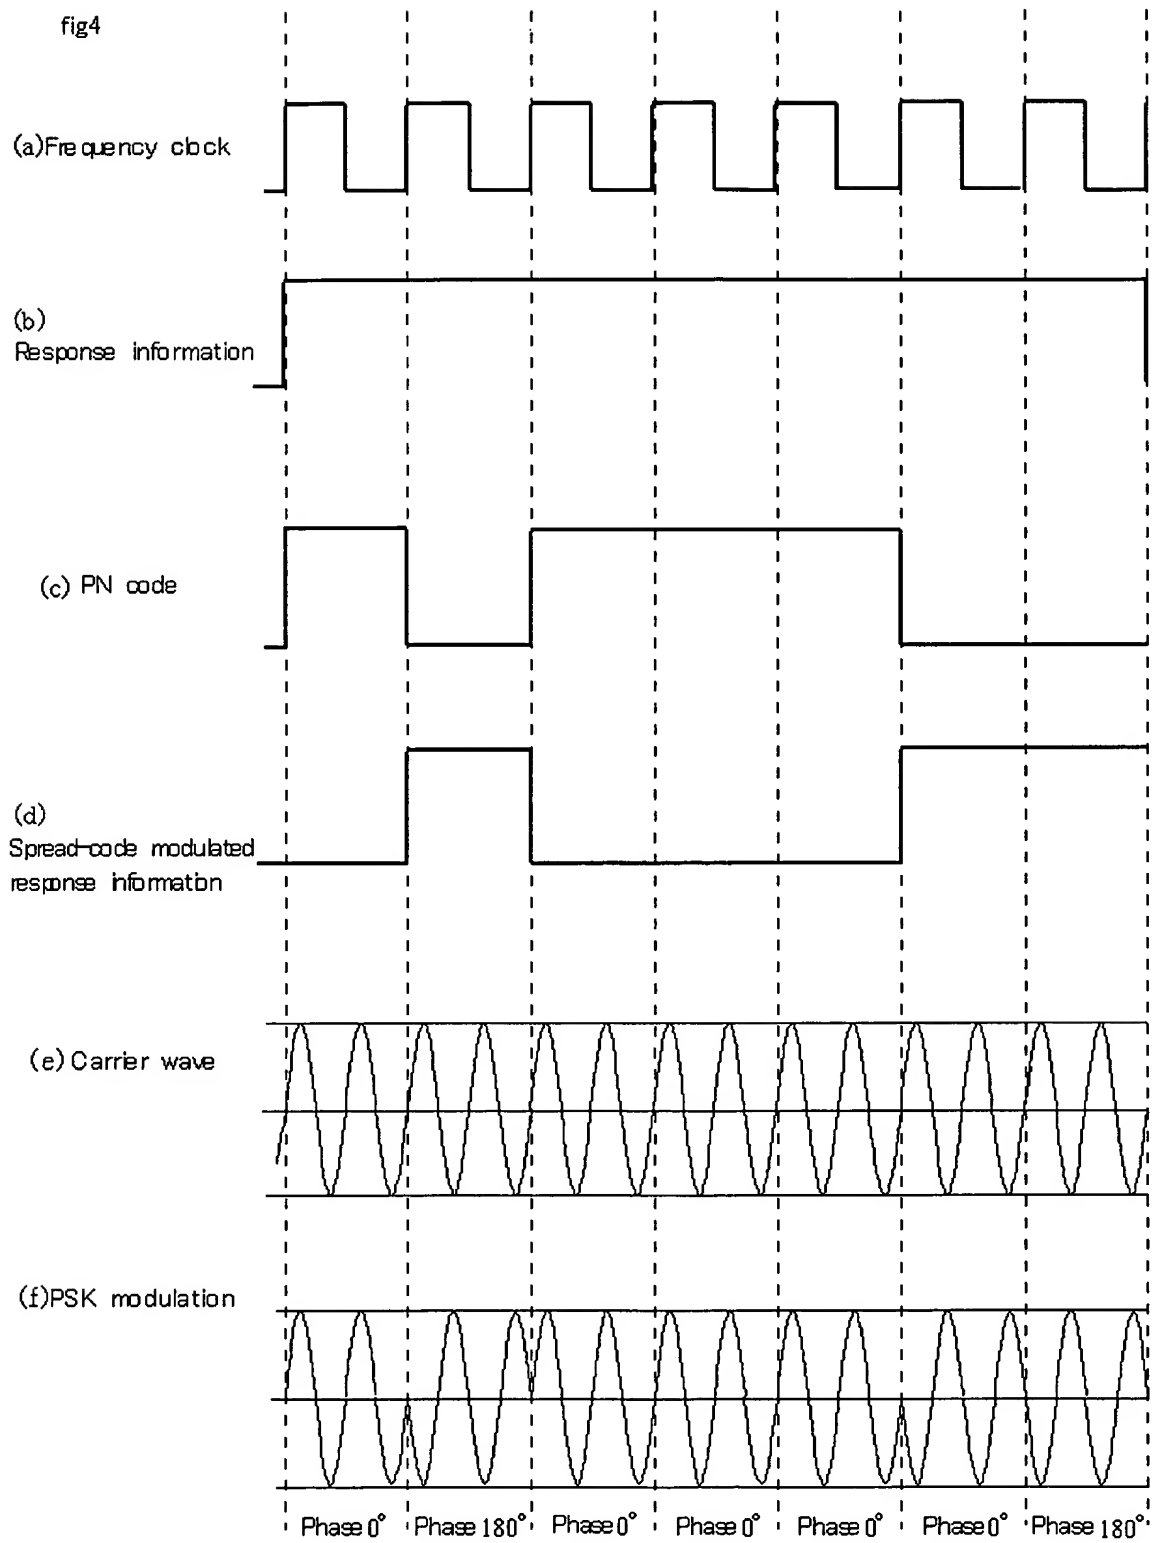 fig4
(a)Frequency clock
(b)
Response information
(c) PN code
(d)
Spread-code modulated
response information
(e) Carrier wave
(f)PSK modulation
Phase 0° Phase 180° Phase 0° Phase 0° Phase 0° Phase 0° Phase 180°